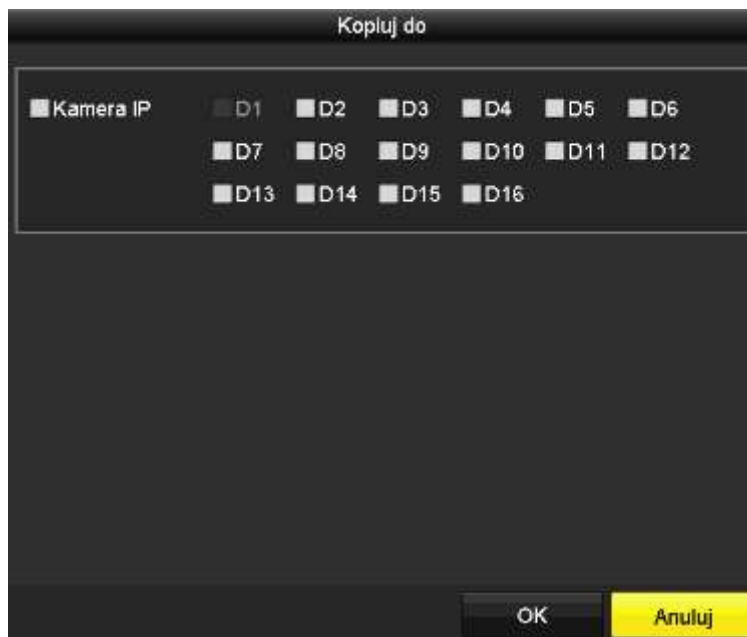 Kopiuj do
Kamera IP D1 D2 D3 D4 D5 D6
D7 D8 D9 D10 D11 D12
D13 D14 D15 D16
OK Anuluj